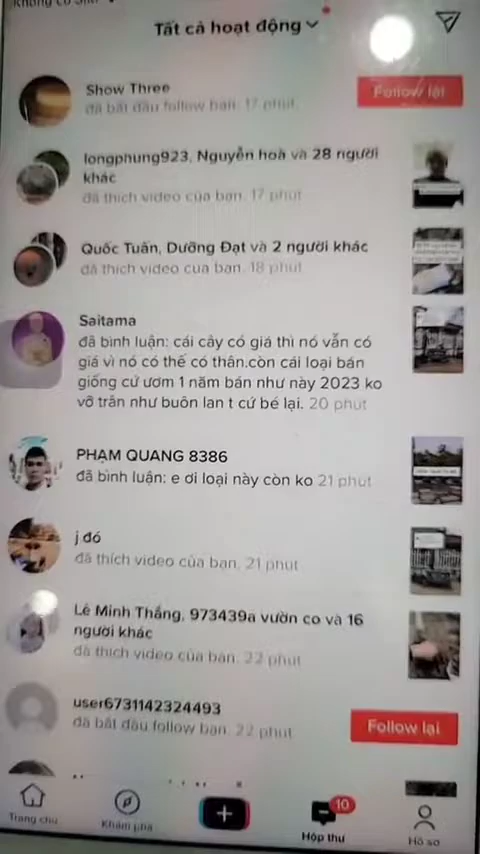 Tất cả hoạt động
Show Three
đã bắt đầu follow bạn. 17 phút
Follow lại
longphung923, Nguyễn hoà và 28 người
khác
đã thích video của bạn. 17 phút
Quốc Tuấn, Dưỡng Đạt và 2 người khác
đã thích video của bạn. 18 phút
Saitama
đã bình luận: cái cây có giá thì nó vẫn có
giá vì nó có thể có thân.còn cái loại bán
giống cứ ươm 1 năm bán như này 2023 ko
vỡ trân như buôn lan t cứ bé lại. 20 phút
PHẠM QUANG 8386
đã bình luận: e ơi loại này còn ko 21 phút
j đó
đã thích video của bạn. 21 phút
Lê Minh Thắng, 973439a vườn co và 16
người khác
đã thích video của bạn. 22 phút
user6731142324493
đã bắt đầu follow bạn. 22 phút
Follow lại
10
Trang chủ
Khám phá
Hộp thư
Hồ sơ